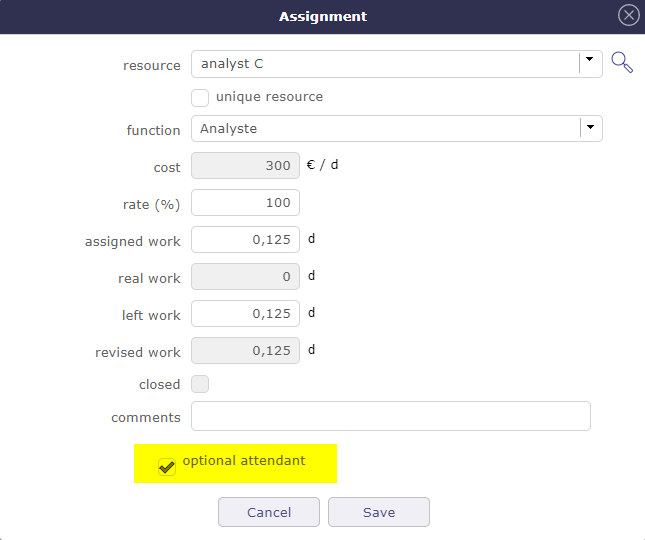 Assignment
resource analyst C
unique resource
function Analyste
cost 300 € / d
rate (%) 100
assigned work 0,125 d
real work 0 d
left work 0,125 d
revised work 0,125 d
closed
comments
optional attendant
Cancel Save